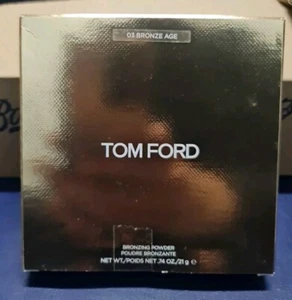 03 BRONZE AGE
TOM FORD
BRONZING POWDER
POUDRE BRONZANTE
NET WT./POIDS NET .74 OZ./21 g ℮